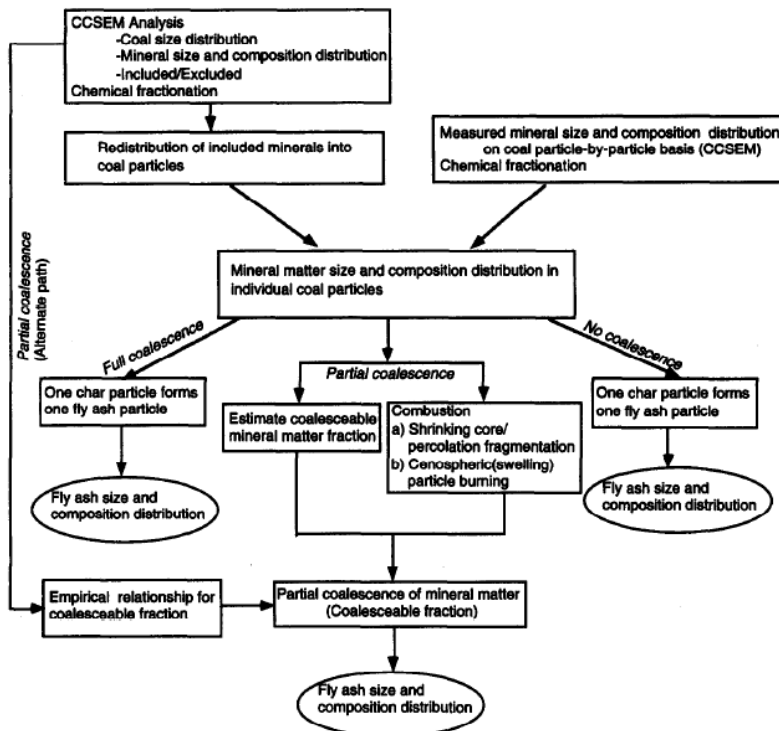 CCSEM Analysis
-Coal size distribution
-Mineral size and composition distribution
-Included/Excluded
Chemical fractionation
Redistribution of included minerals into
coal particles
Measured mineral size and composition distribution
on coal particle-by-particle basis (CCSEM)
Chemical fractionation
Partial coalescence
(Alternate path)
Mineral matter size and composition distribution in
individual coal particles
Full coalescence
Partial coalescence
No coalescence
One char particle forms
one fly ash particle
Estimate coalesceable
mineral matter fraction
Combustion
a) Shrinking core/
percolation fragmentation
b) Cenospheric(swelling)
particle burning
One char particle forms
one fly ash particle
Fly ash size and
composition distribution
Fly ash size and
composition distribution
Empirical relationship for
coalesceable fraction
Partial coalescence of mineral matter
(Coalesceable fraction)
Fly ash size and
composition distribution